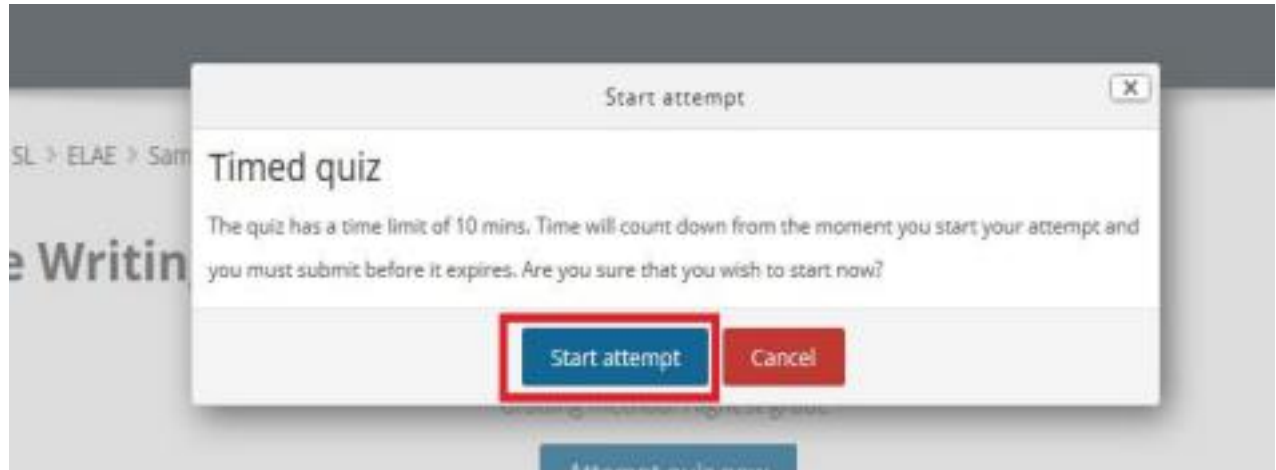 Start attempt
X
SL > ELAE > Sam
Timed quiz
The quiz has a time limit of 10 mins. Time will count down from the moment you start your attempt and
e Writin
you must submit before it expires. Are you sure that you wish to start now?
Start attempt Cancel